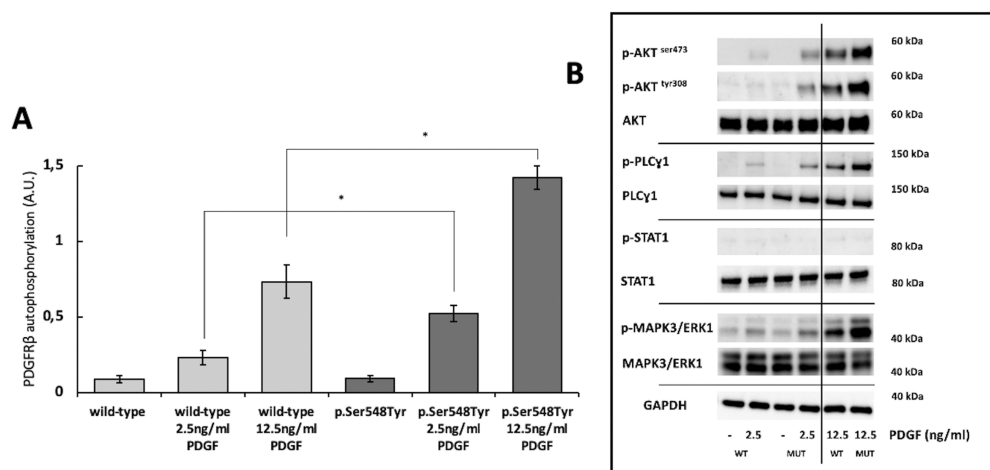 A
PDGFRβ autophosphorylation (A.U.)
1,5
1
0,5
0
*
*
wild-type
wild-type
2.5ng/ml
PDGF
wild-type
12.5ng/ml
PDGF
p.Ser548Tyr
p.Ser548Tyr
2.5ng/ml
PDGF
p.Ser548Tyr
12.5ng/ml
PDGF
B
p-AKT ser473 60 kDa
p-AKT tyr308 60 kDa
AKT 60 kDa
p-PLCɣ1 150 kDa
PLCɣ1 150 kDa
p-STAT1 80 kDa
STAT1 80 kDa
p-MAPK3/ERK1 40 kDa
MAPK3/ERK1 40 kDa
GAPDH 40 kDa
- 2.5 - 2.5 12.5 12.5 PDGF (ng/ml)
WT MUT WT MUT